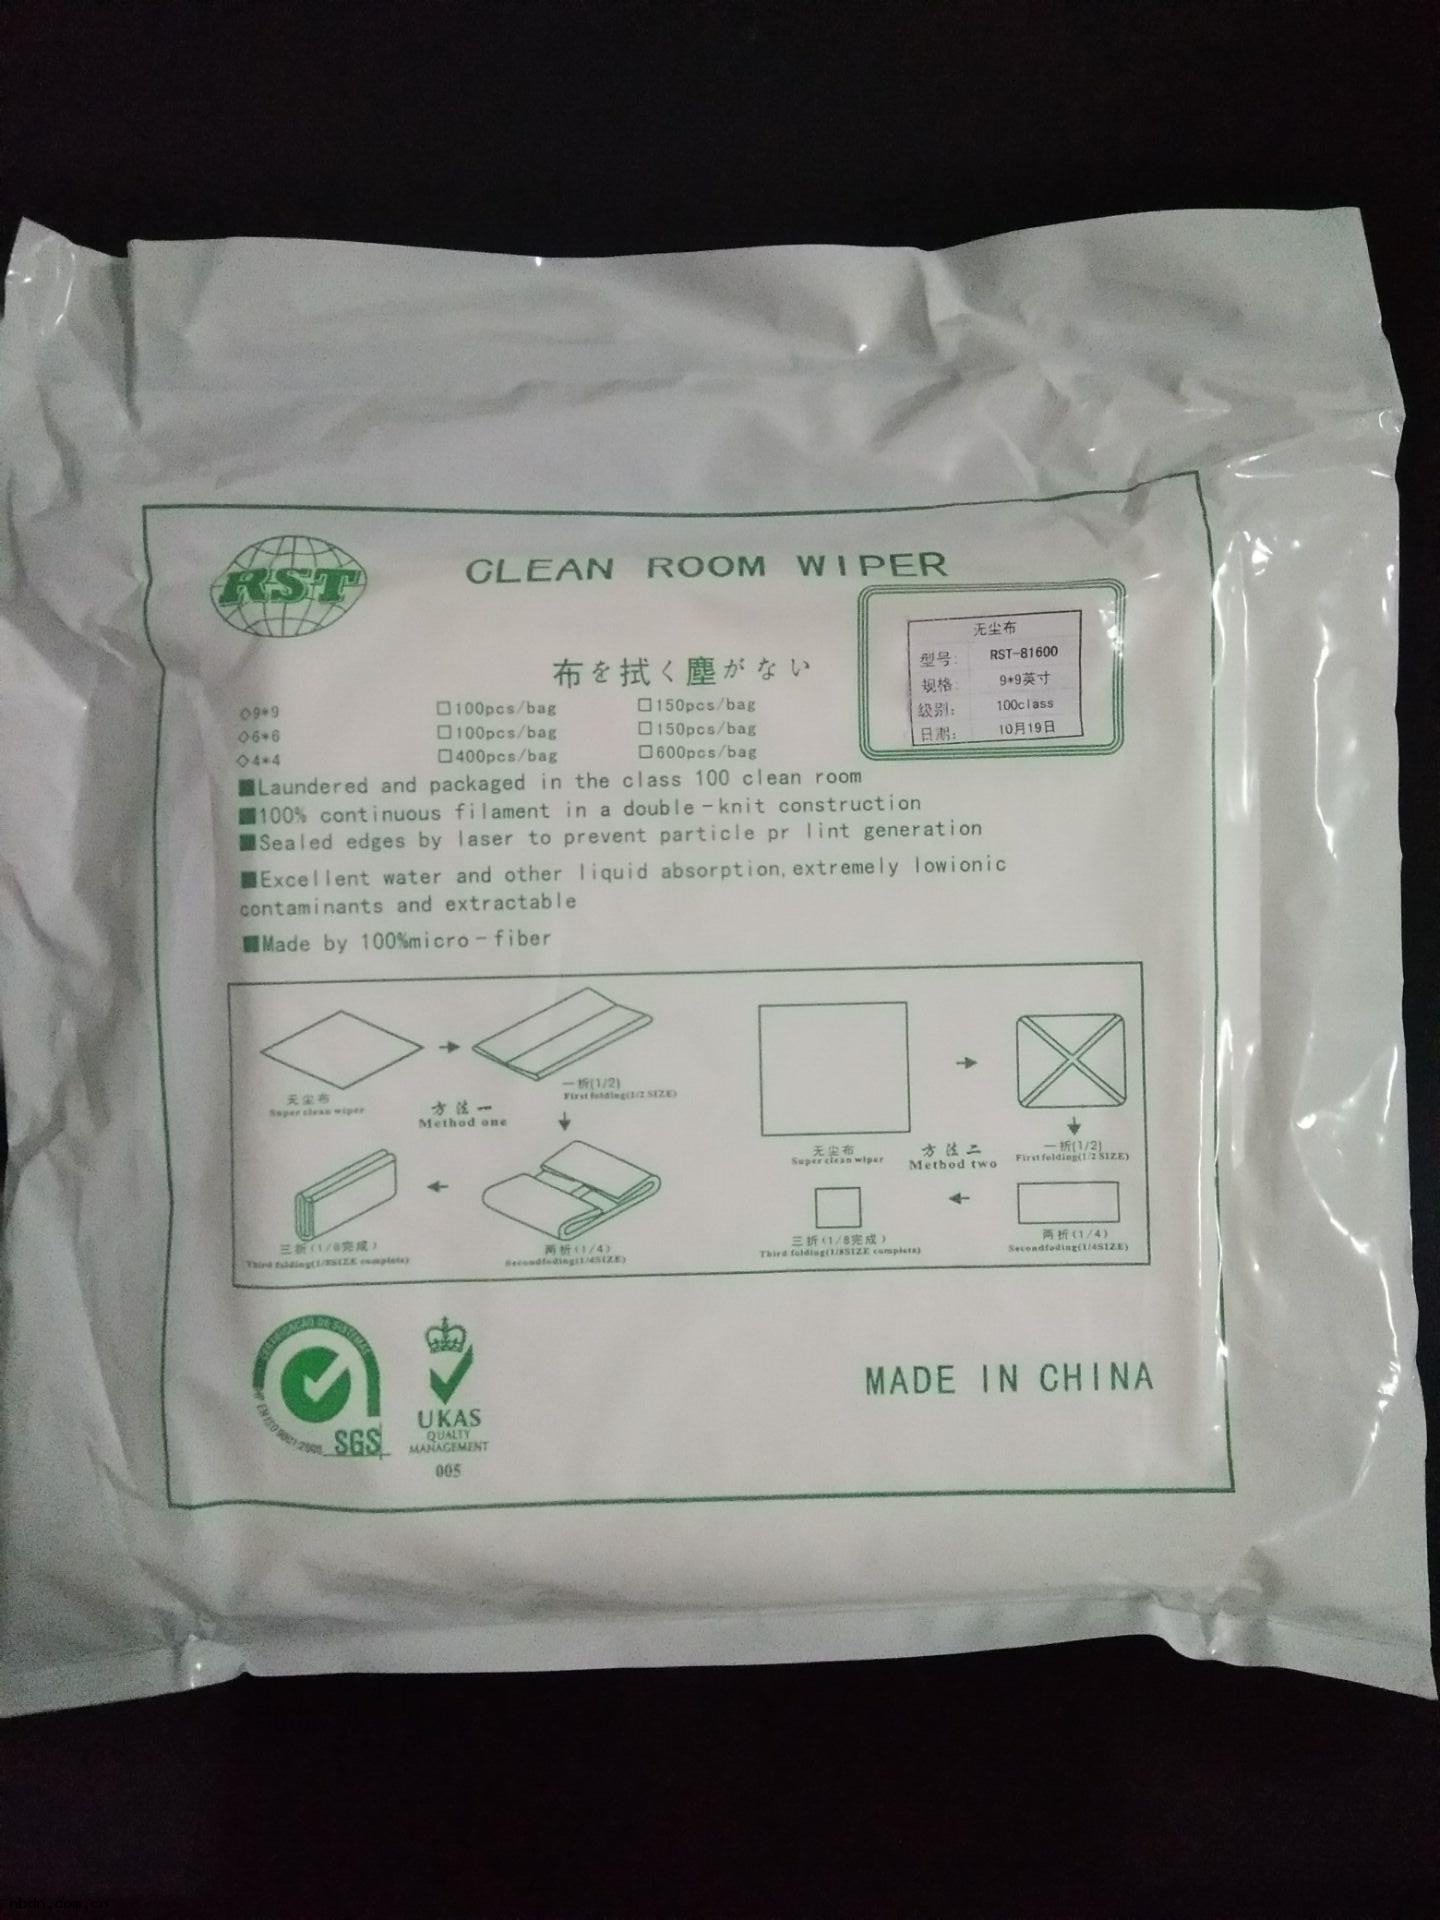 RST
CLEAN ROOM WIPER
无尘布
型号: RST-81600
规格: 9*9英寸
级别: 100class
日期: 10月19日
布を拭く塵がない
◇9*9 □100pcs/bag □150pcs/bag
◇6*6 □100pcs/bag □150pcs/bag
◇4*4 □400pcs/bag □600pcs/bag
■Laundered and packaged in the class 100 clean room
■100% continuous filament in a double-knit construction
■Sealed edges by laser to prevent particle pr lint generation
■Excellent water and other liquid absorption,extremely lowionic
contaminants and extractable
■Made by 100%micro-fiber
无尘布
Super clean wiper
方法一
Method one
一折(1/2)
First folding(1/2 SIZE)
三折(1/8完成)
Third folding(1/8SIZE complete)
两折(1/4)
Secondfoding(1/4SIZE)
无尘布
Super clean wiper
方法二
Method two
一折(1/2)
First folding(1/2 SIZE)
三折(1/8完成)
Third folding(1/8SIZE complete)
两折(1/4)
Secondfoding(1/4SIZE)
CERTIFICAÇÃO DE SISTEMAS
SGS
UKAS
QUALTY
MANAGEMENT
005
MADE IN CHINA